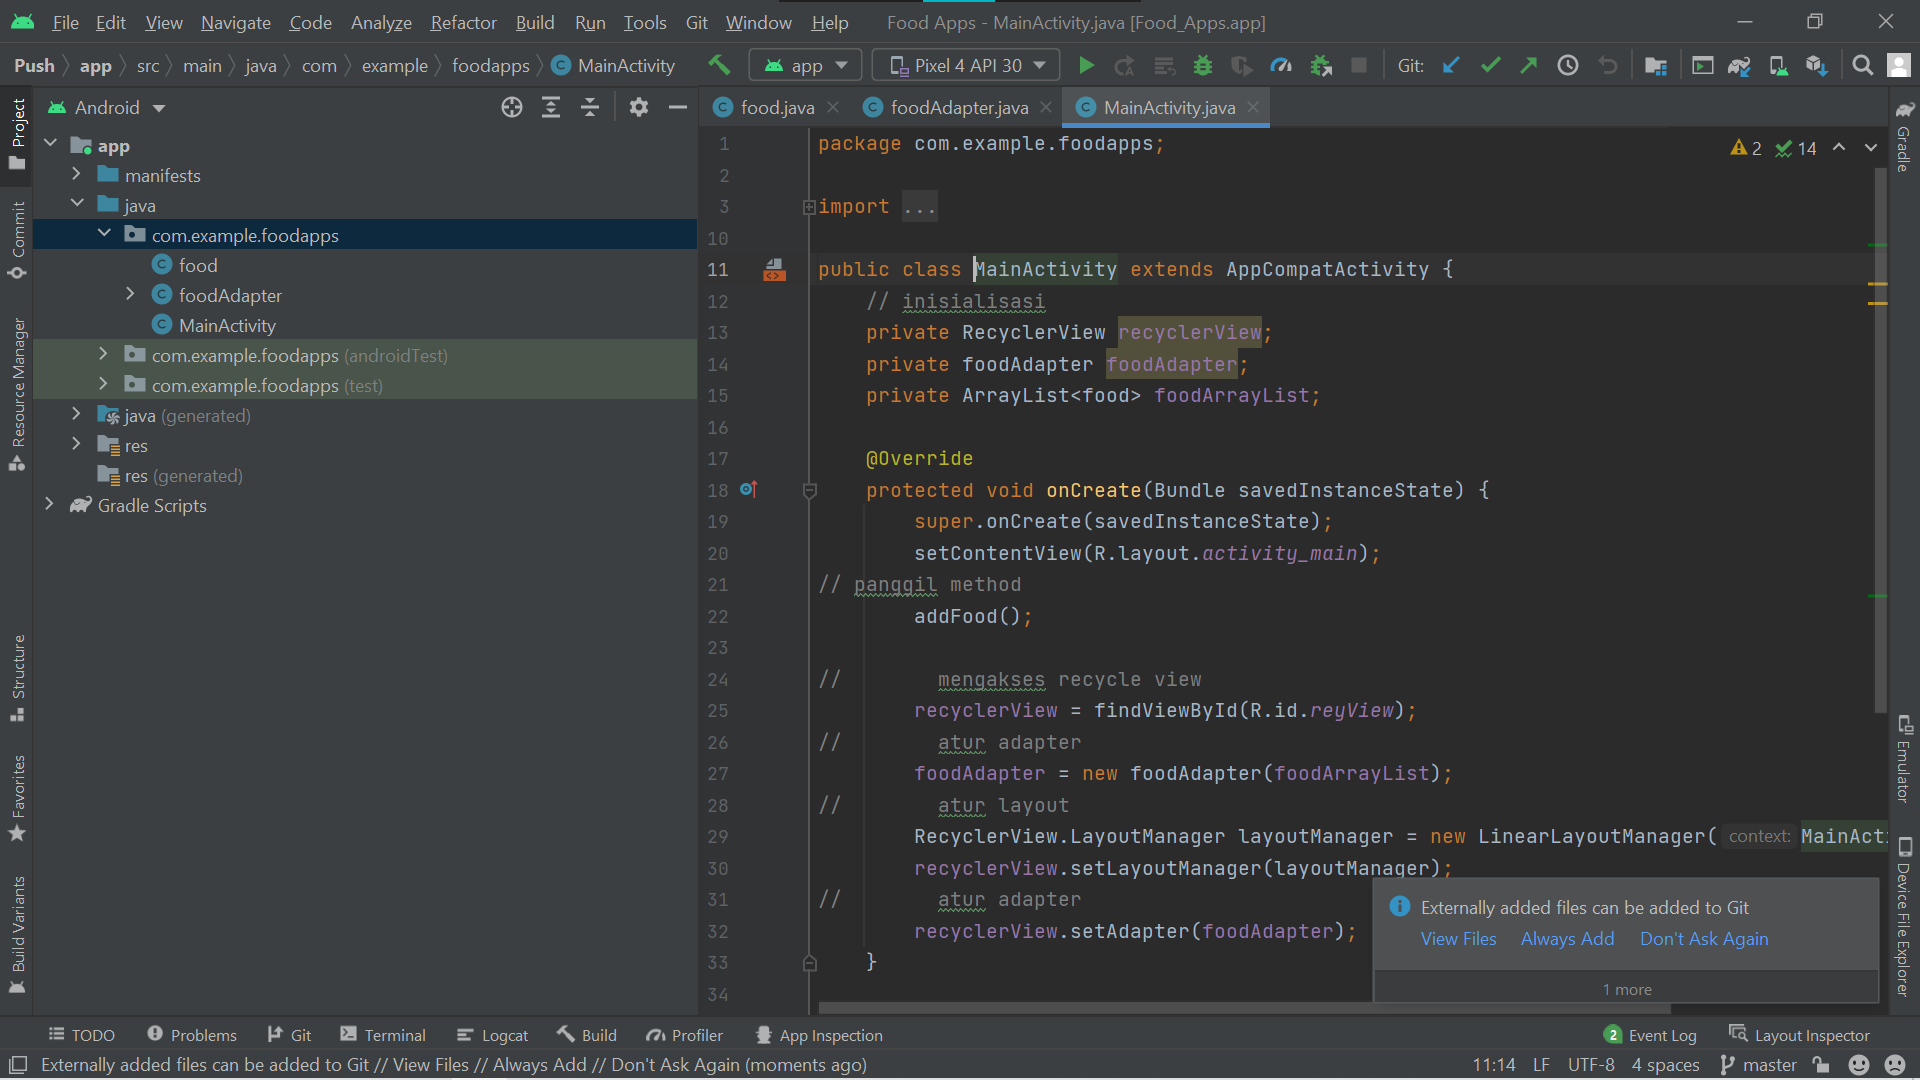 File Edit View Navigate Code Analyze Refactor Build Run Tools Git Window Help Food Apps - MainActivity.java [Food_Apps.app]
Push app src main java com example foodapps MainActivity app Pixel 4 API 30 Git:
Android
food.java foodAdapter.java MainActivity.java
Project
Commit
Resource Manager
Structure
Favorites
Build Variants
app
manifests
java
com.example.foodapps
food
foodAdapter
MainActivity
com.example.foodapps (androidTest)
com.example.foodapps (test)
java (generated)
res
res (generated)
Gradle Scripts
2 14
1 package com.example.foodapps;
2
3 import ...
10
11 public class MainActivity extends AppCompatActivity {
12 // inisialisasi
13 private RecyclerView recyclerView;
14 private foodAdapter foodAdapter;
15 private ArrayList<food> foodArrayList;
16
17 @Override
18 protected void onCreate(Bundle savedInstanceState) {
19 super.onCreate(savedInstanceState);
20 setContentView(R.layout.activity_main);
21 // panggil method
22 addFood();
23
24 // mengakses recycle view
25 recyclerView = findViewById(R.id.reyView);
26 // atur adapter
27 foodAdapter = new foodAdapter(foodArrayList);
28 // atur layout
29 RecyclerView.LayoutManager layoutManager = new LinearLayoutManager( context: MainActi
30 recyclerView.setLayoutManager(layoutManager);
31 // atur adapter
32 recyclerView.setAdapter(foodAdapter);
33 }
34
Gradle
Emulator
Device File Explorer
Externally added files can be added to Git
View Files Always Add Don't Ask Again
1 more
TODO Problems Git Terminal Logcat Build Profiler App Inspection 2 Event Log Layout Inspector
Externally added files can be added to Git // View Files // Always Add // Don't Ask Again (moments ago) 11:14 LF UTF-8 4 spaces master